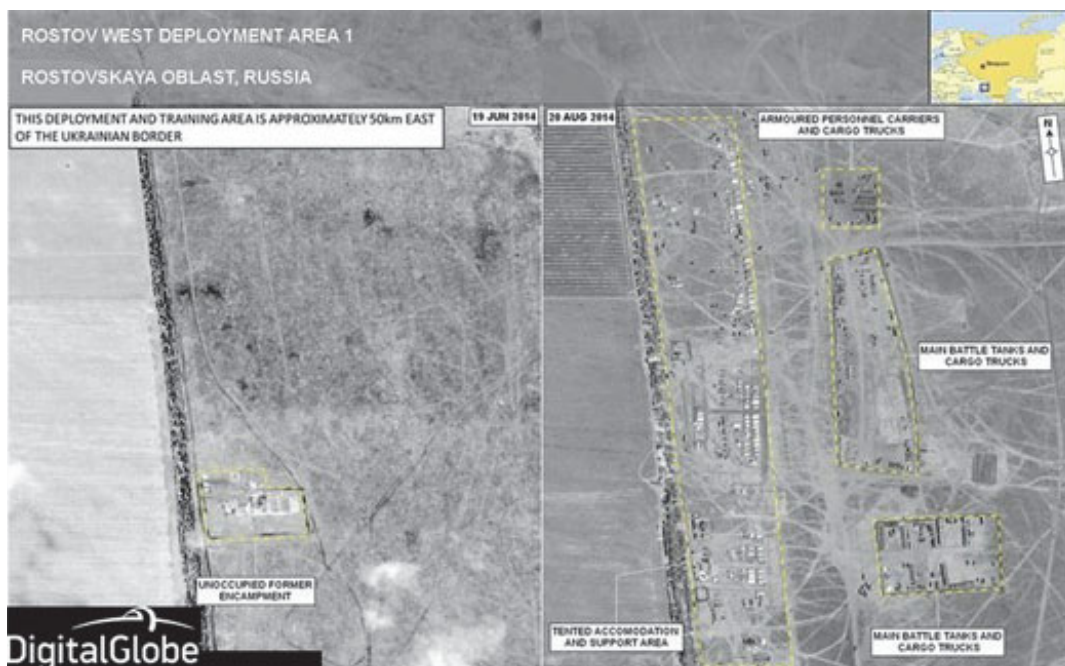 ROSTOV WEST DEPLOYMENT AREA 1
ROSTOVSKAYA OBLAST, RUSSIA
THIS DEPLOYMENT AND TRAINING AREA IS APPROXIMATELY 50km EAST
OF THE UKRAINIAN BORDER
19 JUN 2014
20 AUG 2014
ARMOURED PERSONNEL CARRIERS
AND CARGO TRUCKS
N
MAIN BATTLE TANKS AND
CARGO TRUCKS
UNOCCUPIED FORMER
ENCAMPMENT
TENTED ACCOMODATION
AND SUPPORT AREA
MAIN BATTLE TANKS AND
CARGO TRUCKS
DigitalGlobe